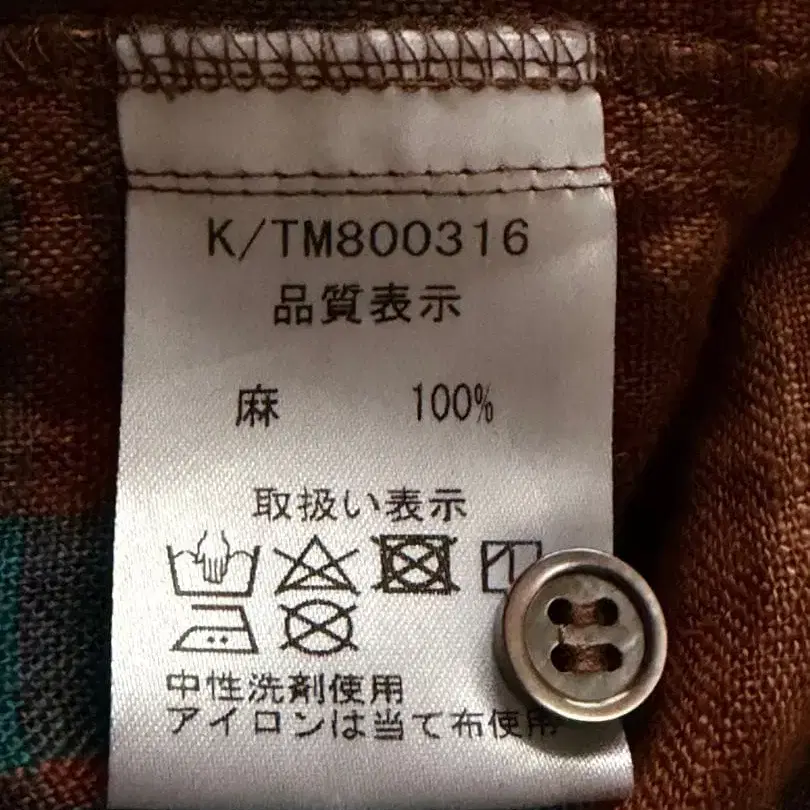 K/TM800316
品質表示
麻 100%
取扱い表示
中性洗剤使用
アイロンは当て布使用